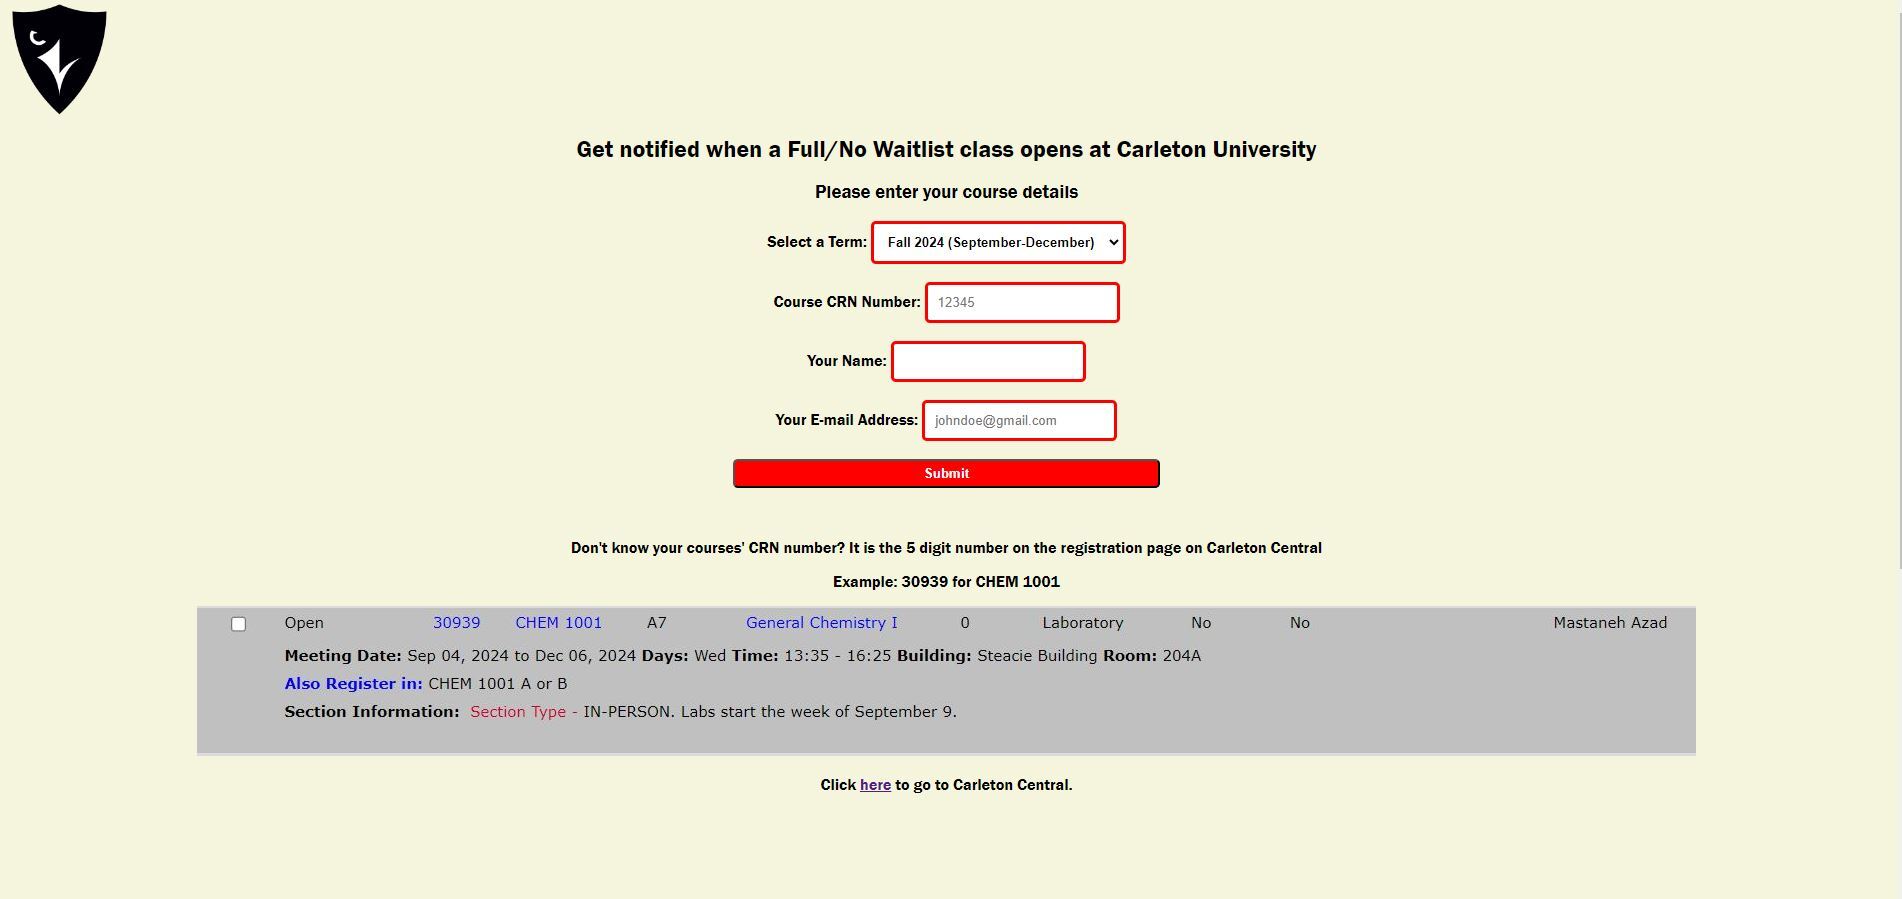 Get notified when a Full/No Waitlist class opens at Carleton University
Please enter your course details
Select a Term: Fall 2024 (September-December)
Course CRN Number: 12345
Your Name:
Your E-mail Address: johndoe@gmail.com
Submit
Don't know your courses' CRN number? It is the 5 digit number on the registration page on Carleton Central
Example: 30939 for CHEM 1001
Open 30939 CHEM 1001 A7 General Chemistry I 0 Laboratory No No Mastaneh Azad
Meeting Date: Sep 04, 2024 to Dec 06, 2024 Days: Wed Time: 13:35 - 16:25 Building: Steacie Building Room: 204A
Also Register in: CHEM 1001 A or B
Section Information: Section Type - IN-PERSON. Labs start the week of September 9.
Click here to go to Carleton Central.